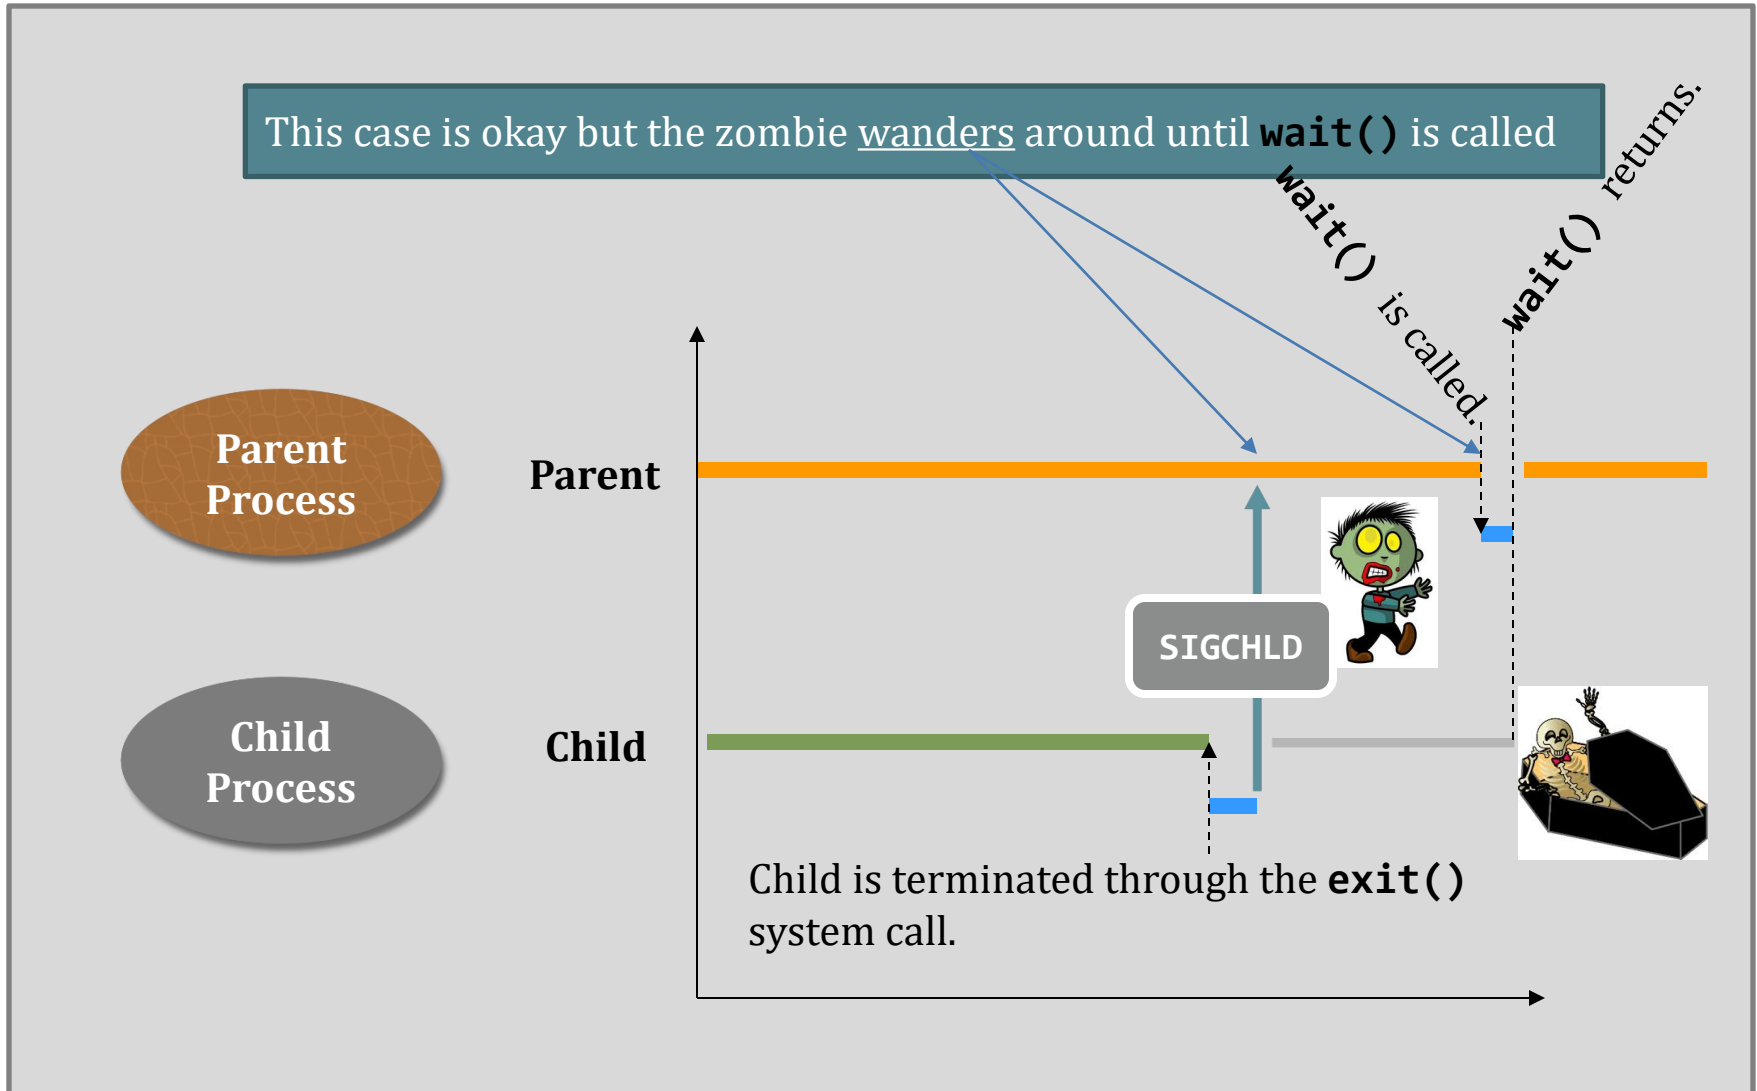 This case is okay but the zombie wanders around until wait() is called
wait() is called.
wait() returns.
Parent
Process
Parent
SIGCHLD
Child
Process
Child
Child is terminated through the exit()
system call.